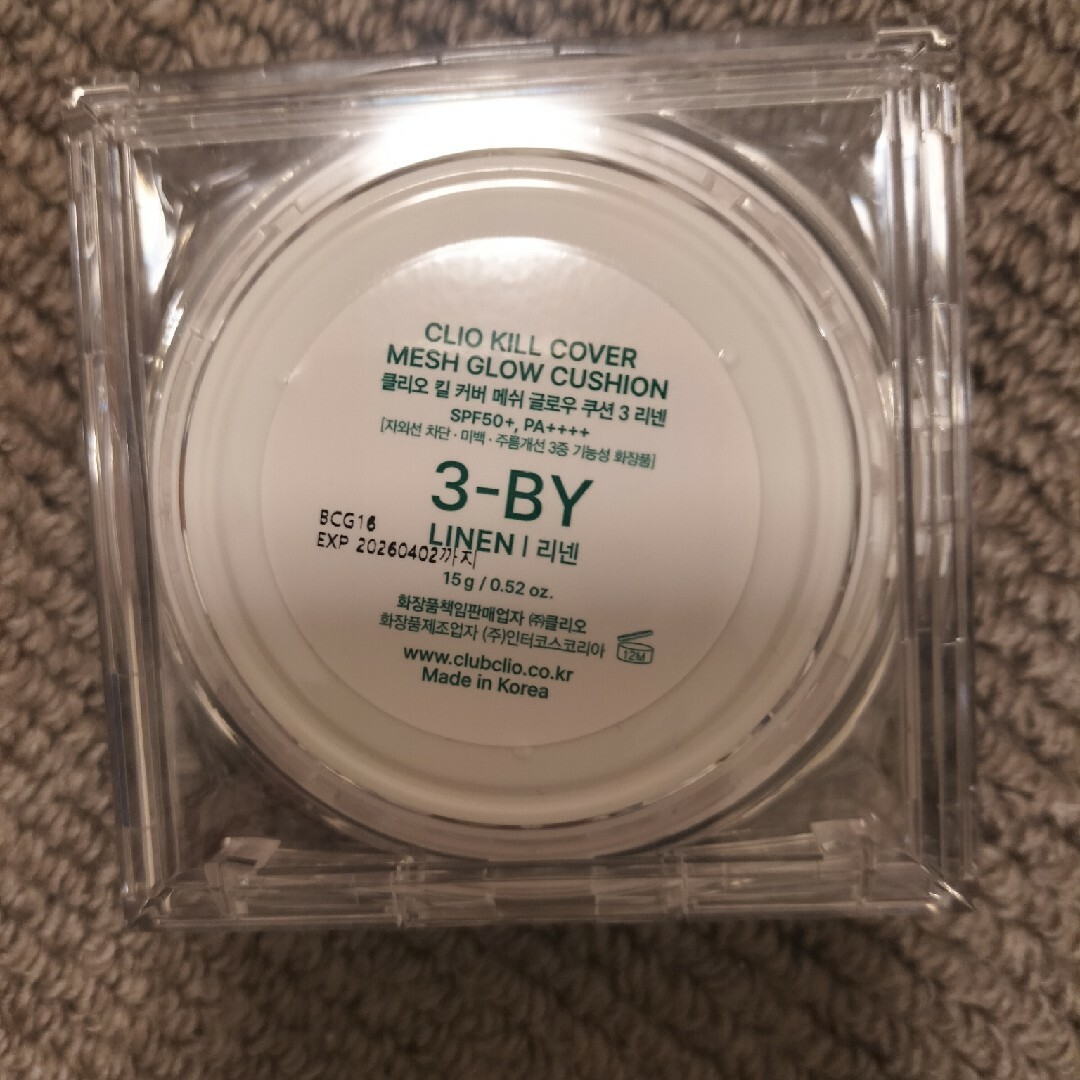 CLIO KILL COVER
MESH GLOW CUSHION
클리오 킬 커버 메쉬 글로우 쿠션 3 리넨
SPF50+, PA++++
[자외선 차단 · 미백 · 주름개선 3중 기능성 화장품]
3-BY
LINEN | 리넨
BCG16
EXP 20260402까지
15g / 0.52 oz.
화장품책임판매업자 ㈜클리오
화장품제조업자 (주)인터코스코리아
12M
www.clubclio.co.kr
Made in Korea